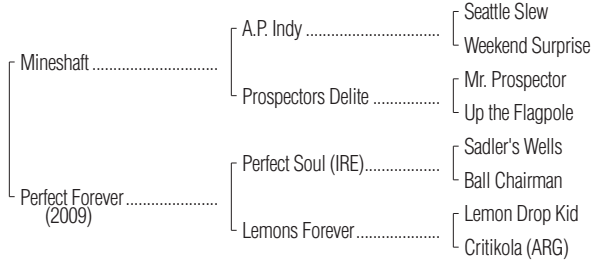 Seattle Slew
A.P. Indy ..............................
Weekend Surprise
Mineshaft ............................
Mr. Prospector
Prospectors Delite ...............
Up the Flagpole
Sadler's Wells
Perfect Soul (IRE).................
Ball Chairman
Perfect Forever .....................
(2009)
Lemon Drop Kid
Lemons Forever ...................
Critikola (ARG)